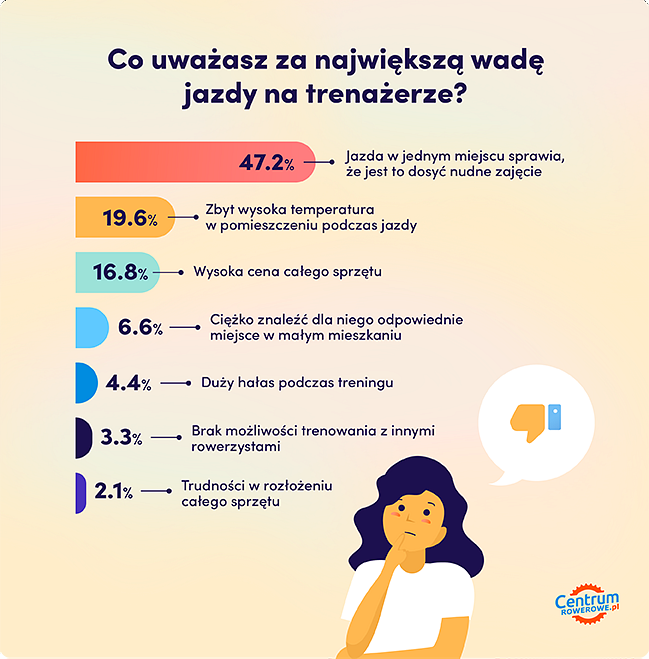 Co uważasz za największą wadę
jazdy na trenażerze?
47.2%
Jazda w jednym miejscu sprawia,
że jest to dosyć nudne zajęcie
19.6%
Zbyt wysoka temperatura
w pomieszczeniu podczas jazdy
16.8%
Wysoka cena całego sprzętu
6.6%
Ciężko znaleźć dla niego odpowiednie
miejsce w małym mieszkaniu
4.4%
Duży hałas podczas treningu
3.3%
Brak możliwości trenowania z innymi
rowerzystami
2.1%
Trudności w rozłożeniu
całego sprzętu
Centrum
ROWEROWE.pl